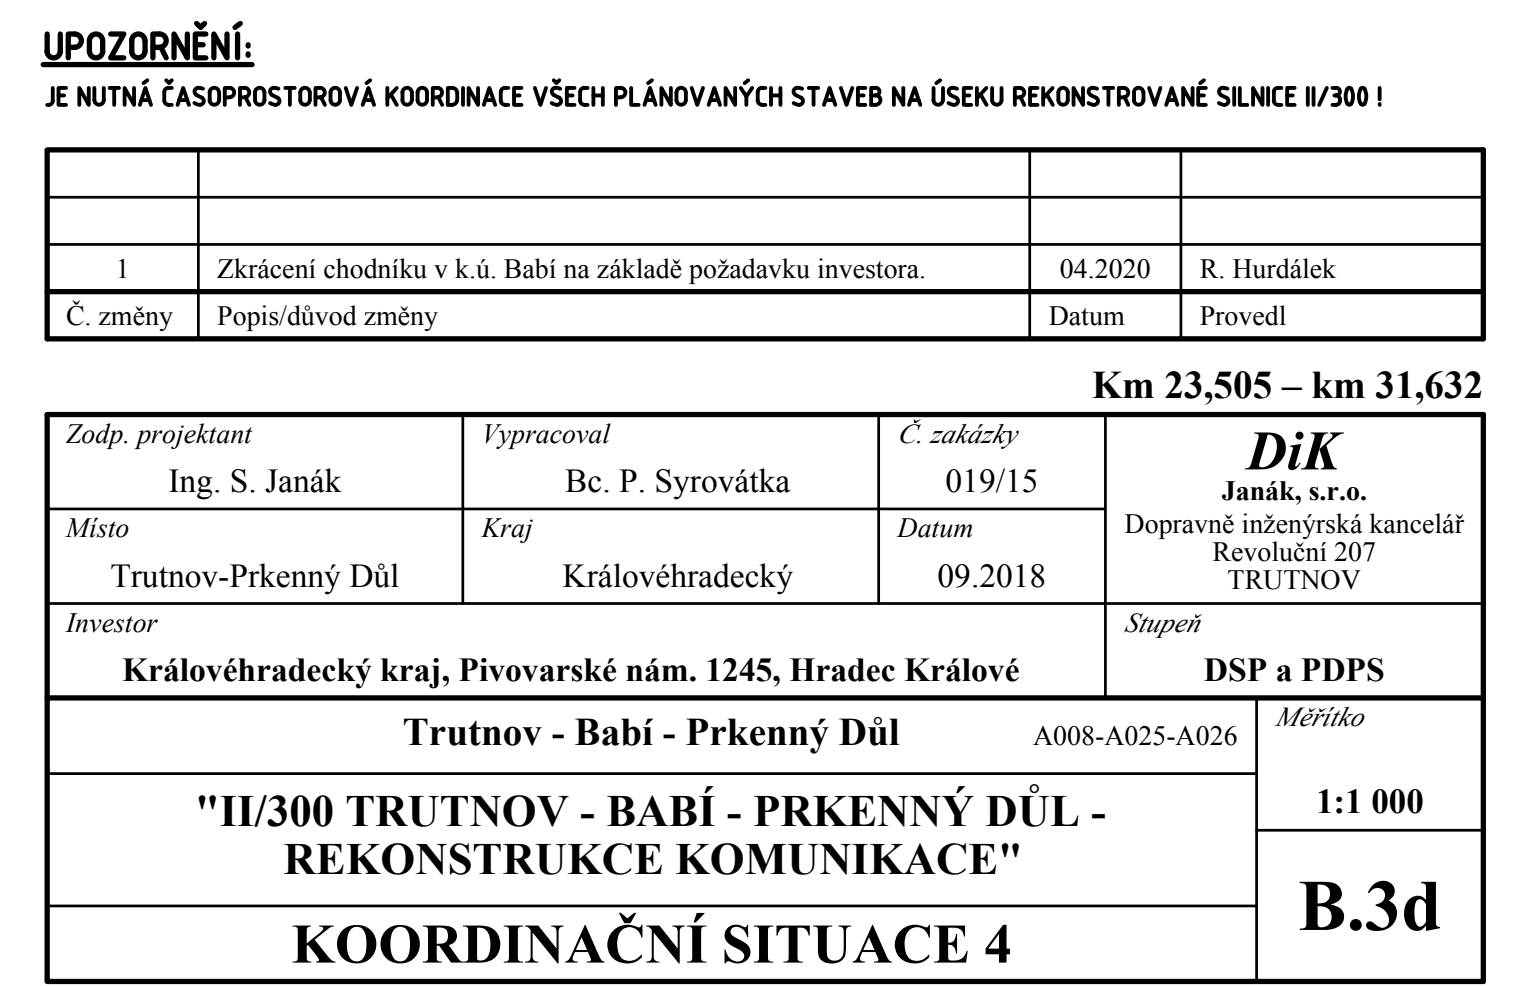 UPOZORNĚNÍ:
JE NUTNÁ ČASOPROSTOROVÁ KOORDINACE VŠECH PLÁNOVANÝCH STAVEB NA ÚSEKU REKONSTROVANÉ SILNICE II/300 !
1 Zkrácení chodníku v k.ú. Babí na základě požadavku investora. 04.2020 R. Hurdálek
Č. změny Popis/důvod změny Datum Provedl
Km 23,505 – km 31,632
Zodp. projektant Vypracoval Č. zakázky
Ing. S. Janák Bc. P. Syrovátka 019/15
DiK
Janák, s.r.o.
Dopravně inženýrská kancelář
Revoluční 207
TRUTNOV
Místo Kraj Datum
Trutnov-Prkenný Důl Královéhradecký 09.2018
Investor Stupeň
Královéhradecký kraj, Pivovarské nám. 1245, Hradec Králové DSP a PDPS
Trutnov - Babí - Prkenný Důl A008-A025-A026
Měřítko
1:1 000
"II/300 TRUTNOV - BABÍ - PRKENNÝ DŮL -
REKONSTRUKCE KOMUNIKACE"
B.3d
KOORDINAČNÍ SITUACE 4